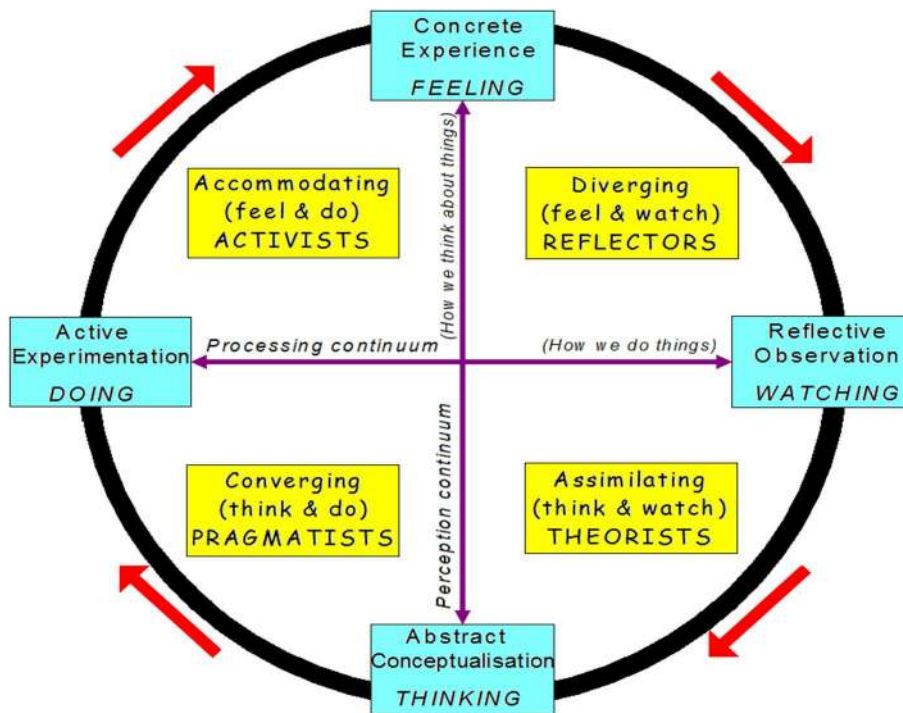 Concrete
Experience
FEELING
Accommodating
(feel & do)
ACTIVISTS
(How we think about things)
Diverging
(feel & watch)
REFLECTORS
Active
Experimentation
DOING
Processing continuum
(How we do things)
Reflective
Observation
WATCHING
Converging
(think & do)
PRAGMATISTS
Perception continuum
Assimilating
(think & watch)
THEORISTS
Abstract
Conceptualisation
THINKING